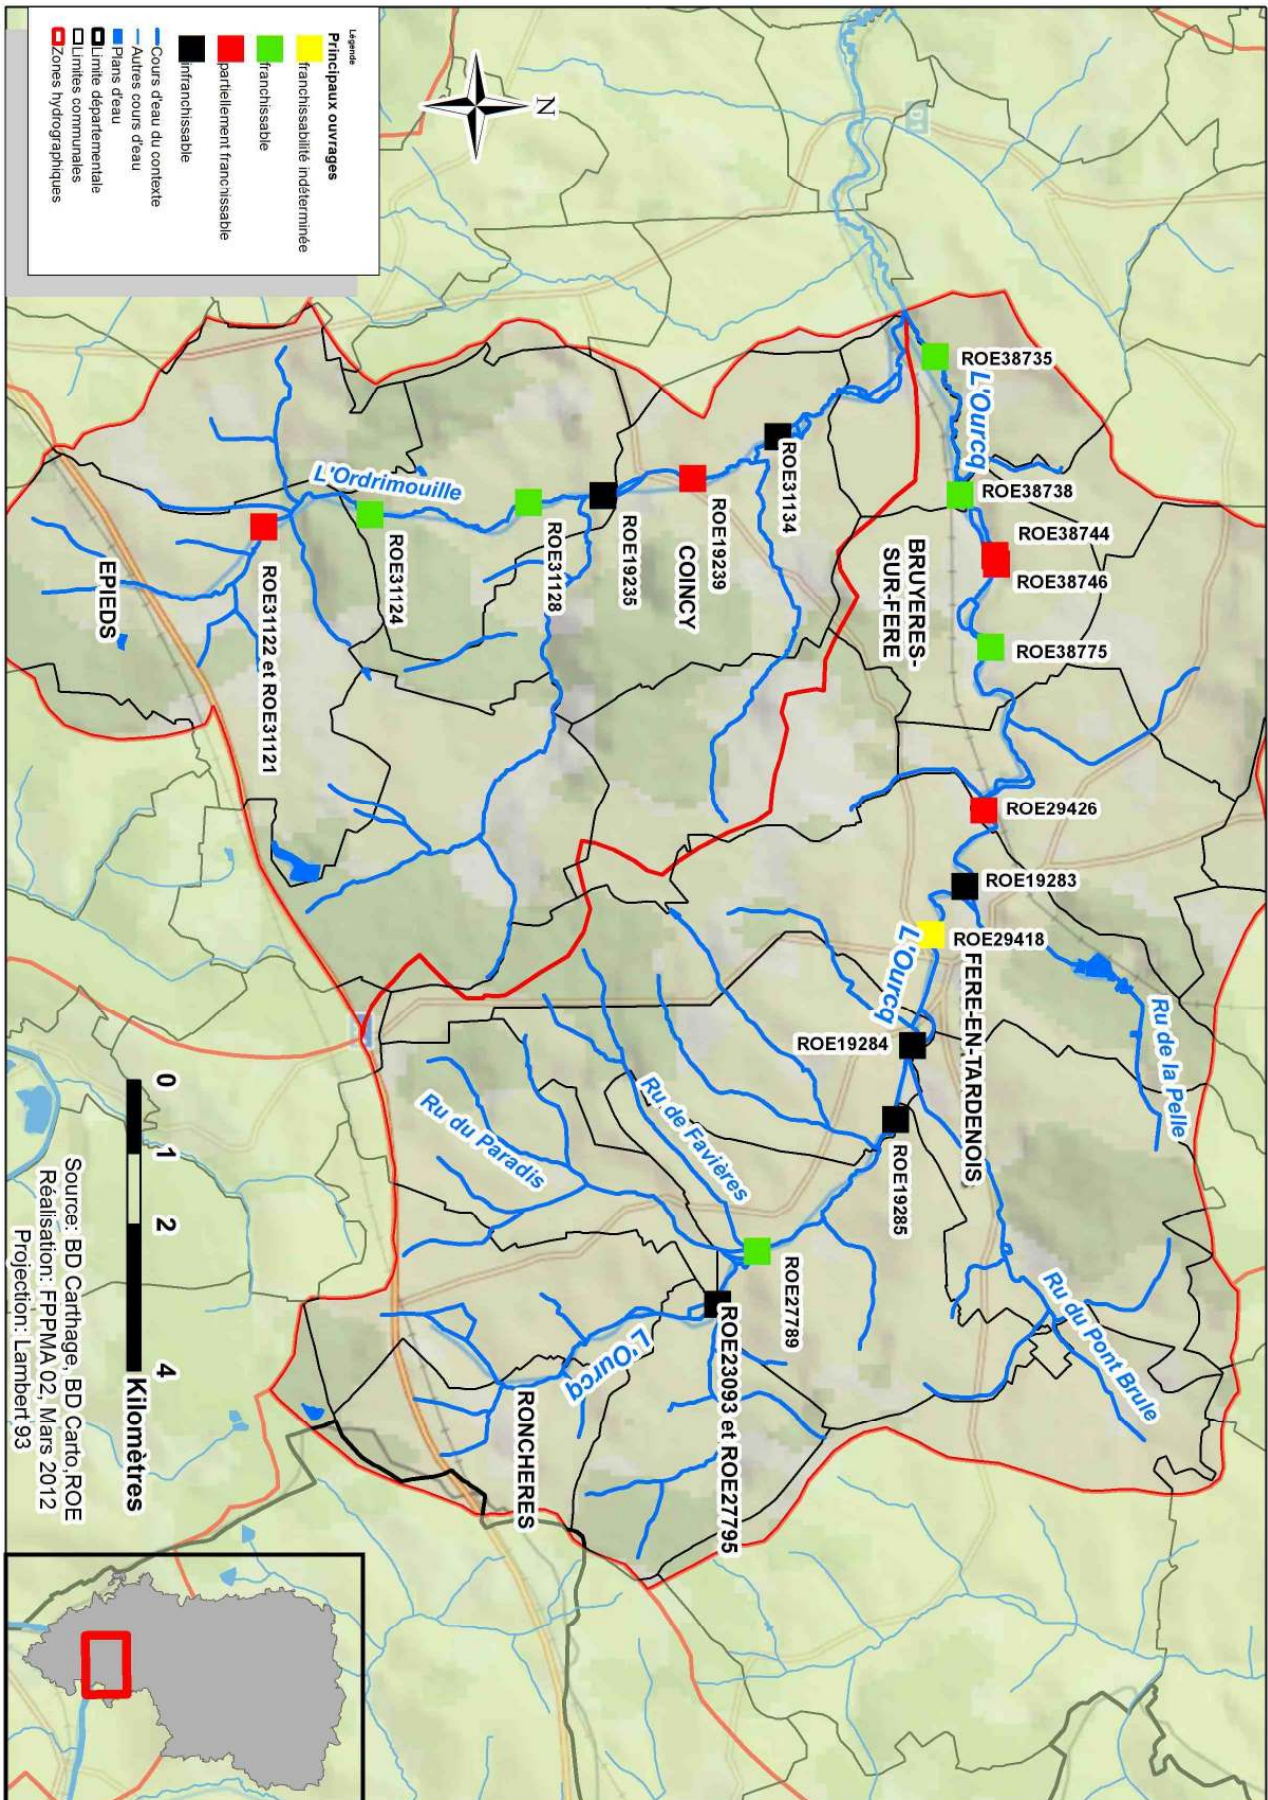 Légende
Principaux ouvrages
franchissabilité indéterminée
franchissable
partiellement franchissable
infranchissable
Cours d'eau du contexte
Autres cours d'eau
Plans d'eau
Limite départementale
Limites communales
Zones hydrographiques
N
D1
ROE38735
L'Ourcq
ROE38738
ROE38744
ROE38746
ROE38775
BRUYERES-
SUR-FERE
ROE29426
ROE19283
ROE29418
FERE-EN-TARDENOIS
L'Ourcq
Ru de la Pelle
ROE19284
ROE19285
Ru du Pont Brule
ROE31134
ROE19239
COINCY
ROE19235
ROE31128
L'Ordrimouille
ROE31124
ROE31122 et ROE31121
EPIEDS
Ru de Favières
Ru du Paradis
ROE27789
ROE23093 et ROE27795
L'Ourcq
RONCHERES
0 1 2 4
Kilomètres
Source: BD Carthage, BD Carto,ROE
Réalisation: FPPMA 02, Mars 2012
Projection: Lambert 93